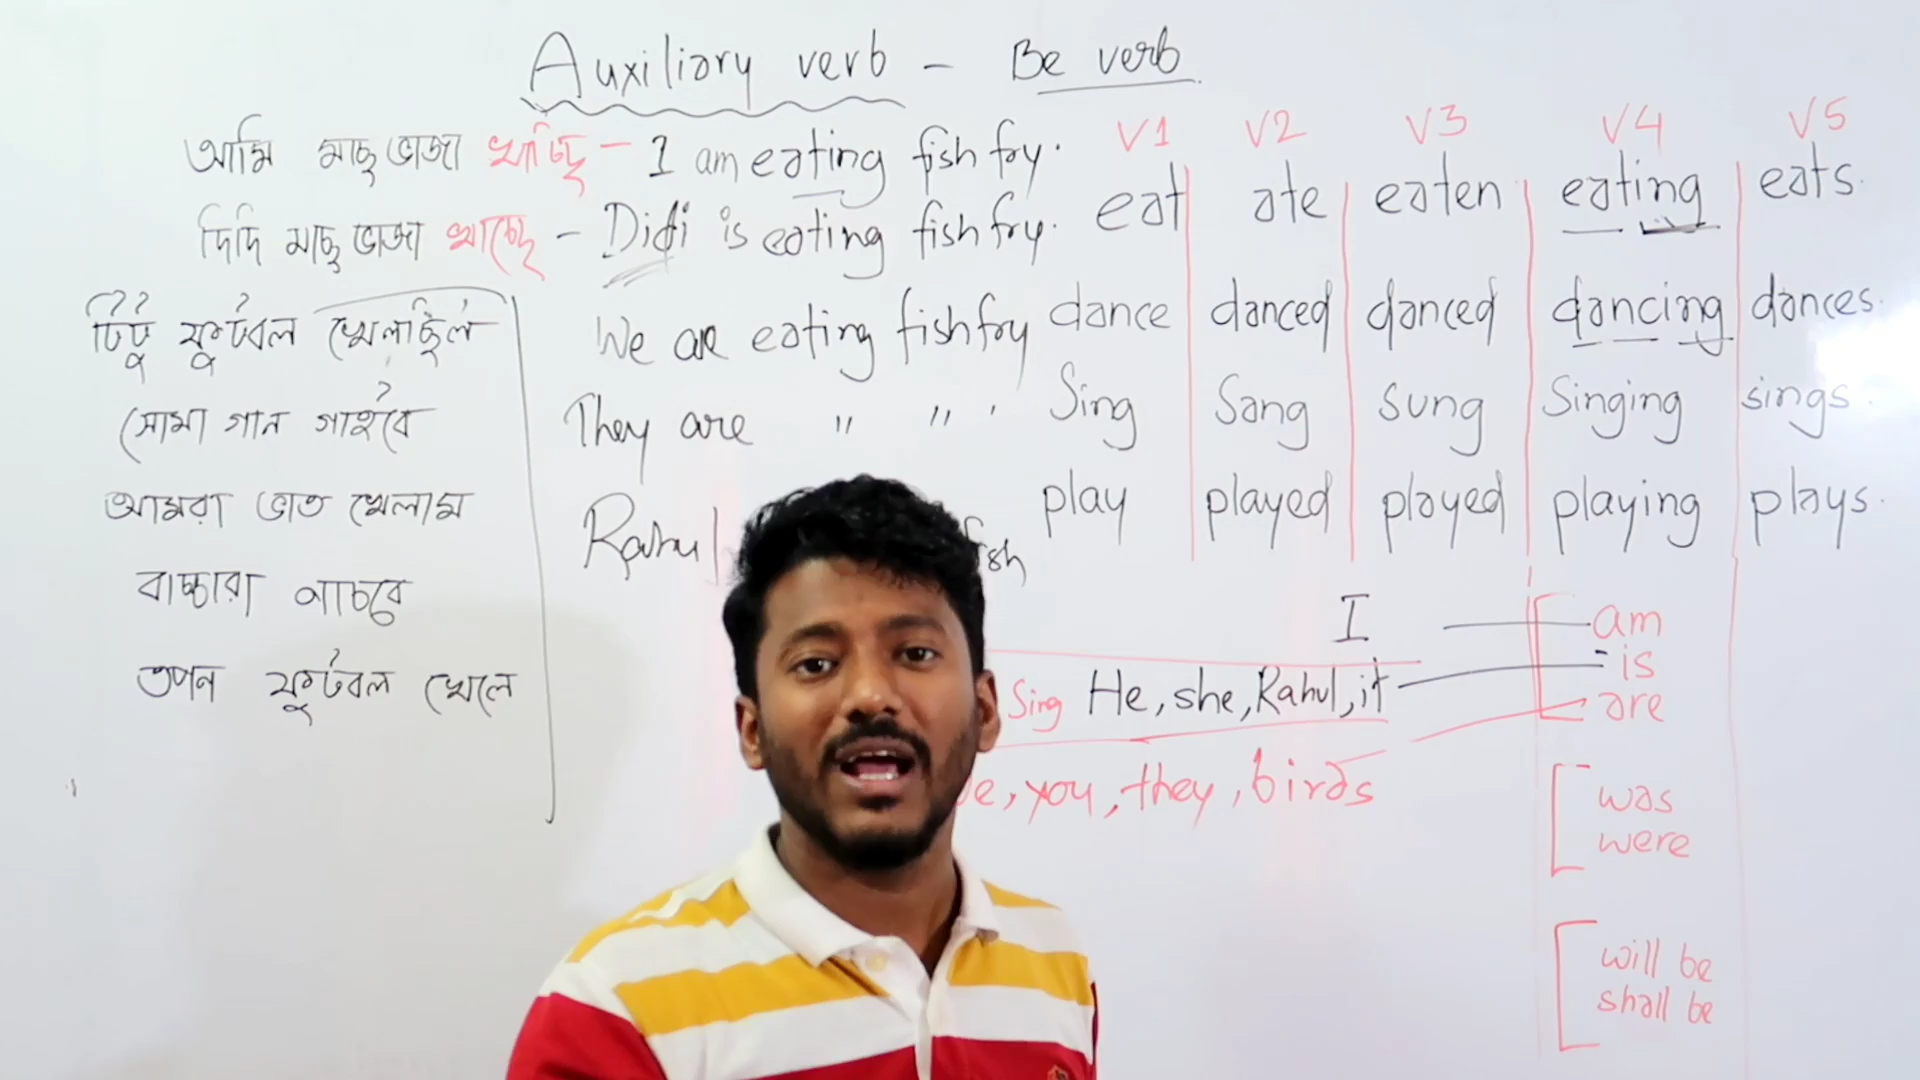 Auxiliary verb - Be verb
আমি মাছ ভাজা খাচ্ছি - I am eating fish fry.
দিদি মাছ ভাজা খাচ্ছে - Didi is eating fish fry.
We are eating fish fry
They are " " '
Rahul fish
টিটু ফুটবল খেলছিল
সোমা গান গাইবে
আমরা ভাত খেলাম
বাচ্চারা নাচবে
তপন ফুটবল খেলে
V1 V2 V3 V4 V5
eat ate eaten eating eats.
dance danced danced dancing dances.
Sing Sang sung Singing sings.
play played played playing plays.
I am
Sing He, she, Rahul, it is
are
you, they, birds
was
were
will be
shall be